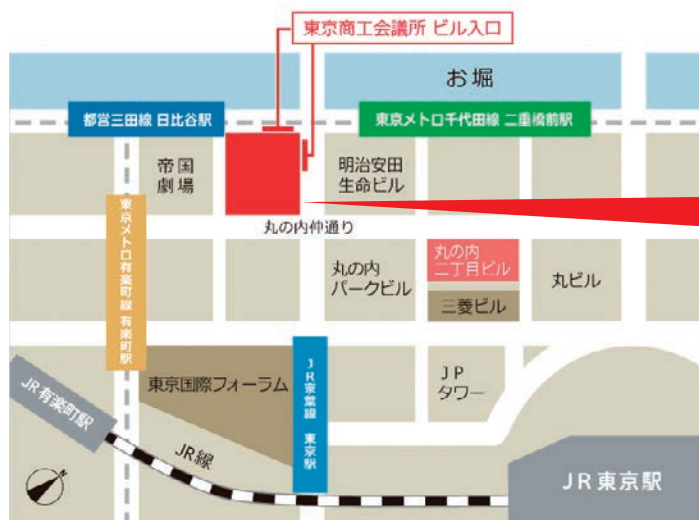 東京商工会議所 ビル入口
お堀
都営三田線 日比谷駅
東京メトロ千代田線 二重橋前駅
帝国
劇場
明治安田
生命ビル
丸の内仲通り
東京メトロ有楽町線 有楽町駅
丸の内
パークビル
丸の内
二丁目ビル
三菱ビル
丸ビル
JR京葉線 東京駅
東京国際フォーラム
JP
タワー
JR有楽町駅
JR線
JR東京駅
N